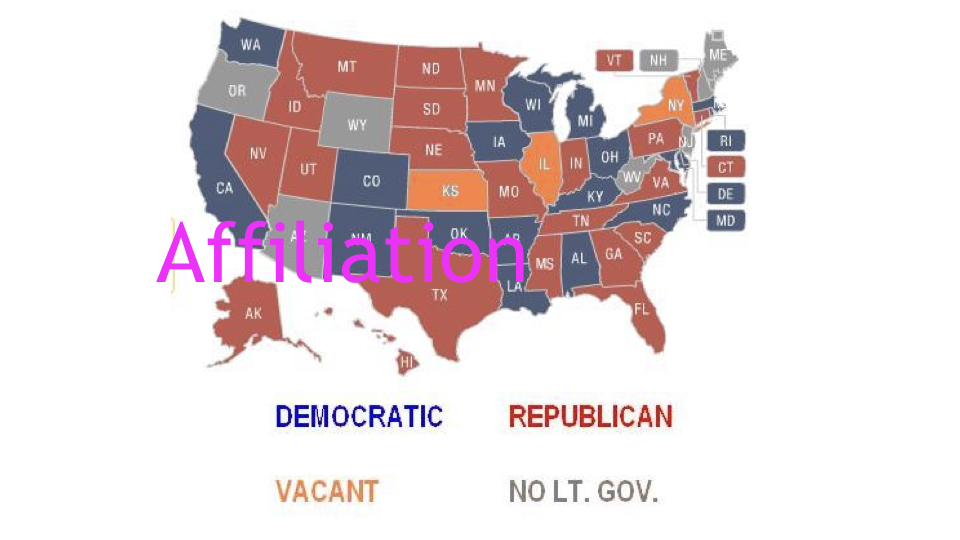 WA
MT
ND
MN
VT
NH
ME
OR
ID
SD
WI
MI
NY
WY
IA
PA
NJ
RI
NV
UT
CO
NE
IL
IN
OH
CT
CA
KS
MO
KY
WV
VA
DE
NM
OK
AR
TN
NC
MD
Affiliation
MS
AL
GA
SC
TX
LA
FL
AK
HI
DEMOCRATIC
REPUBLICAN
VACANT
NO LT. GOV.